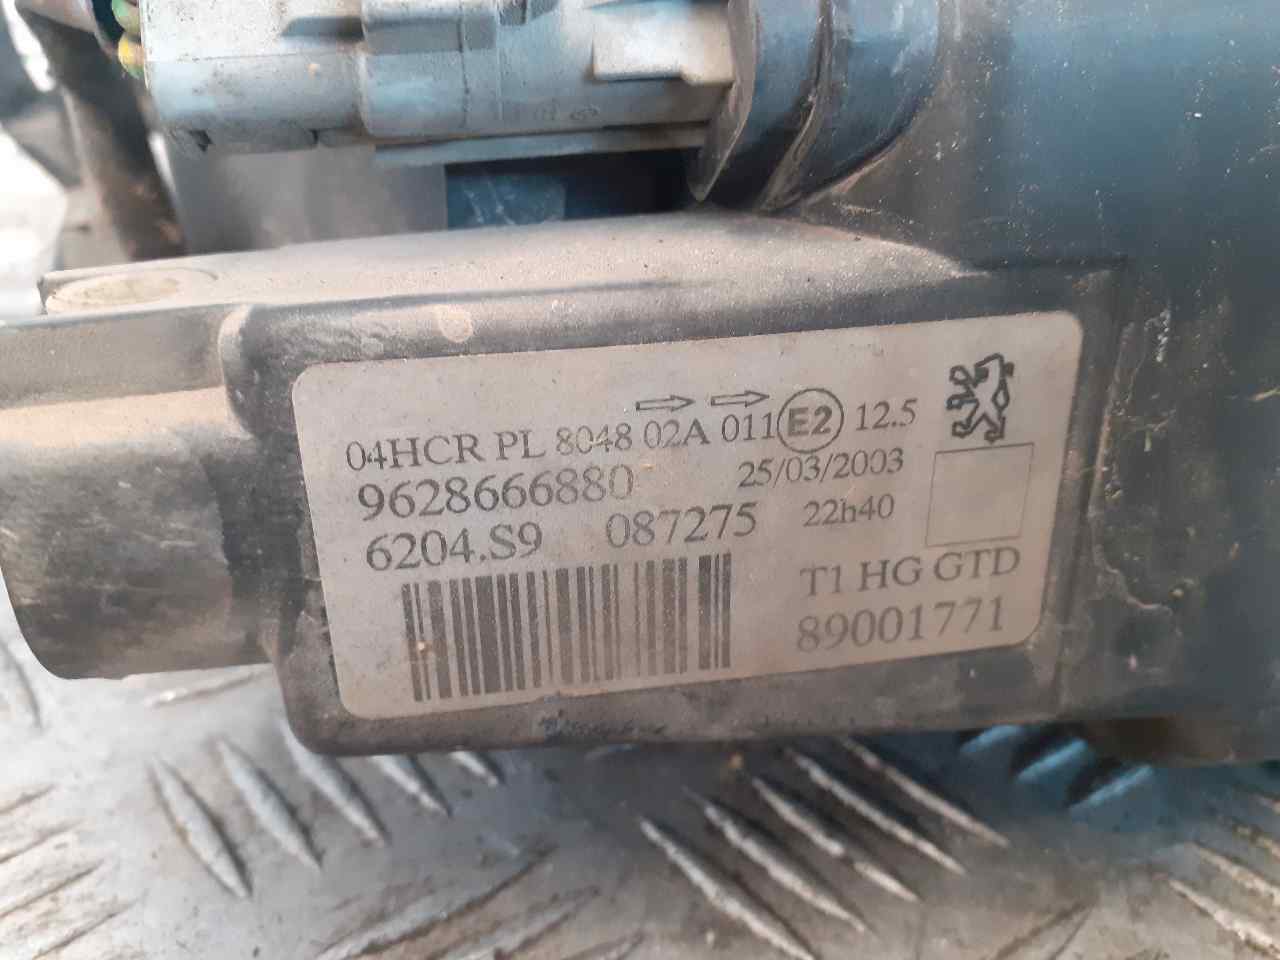 04HCR PL 8048 02A 011 E2 12.5
9628666880 25/03/2003
6204.S9 087275 22h40
T1 HG GTD
89001771